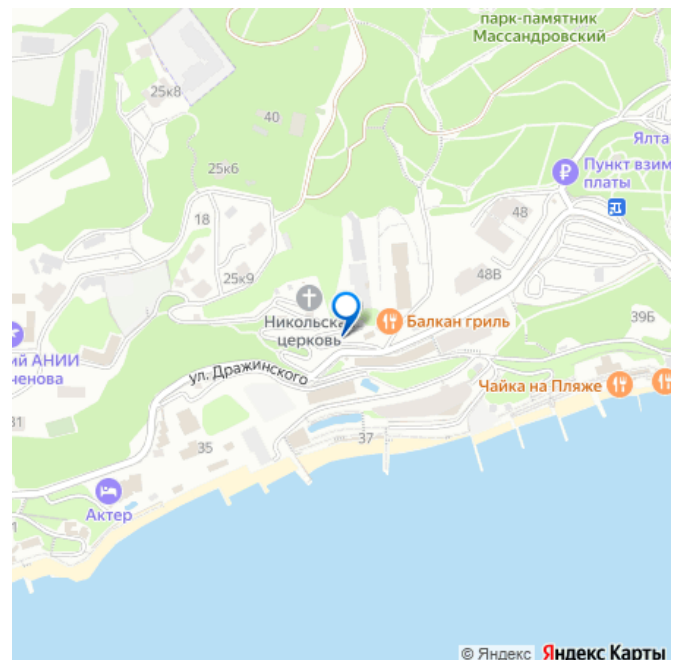 парк-памятник
Массандровский
25к8
40
Ялта
Пункт взим
платы
25к6
48
18
25к9
48В
Никольская
церковь
Балкан гриль
39Б
ий АНИИ
ченова
ул. Дражинского
Чайка на Пляже
31
35
37
Актер
© Яндекс Яндекс Карты